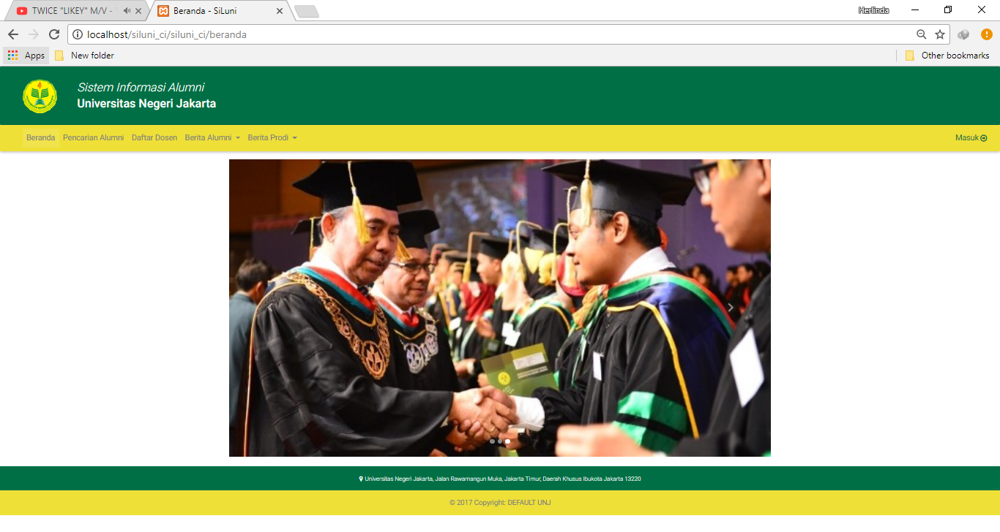 TWICE "LIKEY" M/V -
Beranda - SiLuni
Herlinda
localhost/siluni_ci/siluni_ci/beranda
Apps
New folder
Other bookmarks
Sistem Informasi Alumni
Universitas Negeri Jakarta
Beranda Pencarian Alumni Daftar Dosen Berita Alumni Berita Prodi Masuk
Universitas Negeri Jakarta, Jalan Rawamangun Muka, Jakarta Timur, Daerah Khusus Ibukota Jakarta 13220
© 2017 Copyright: DEFAULT UNJ